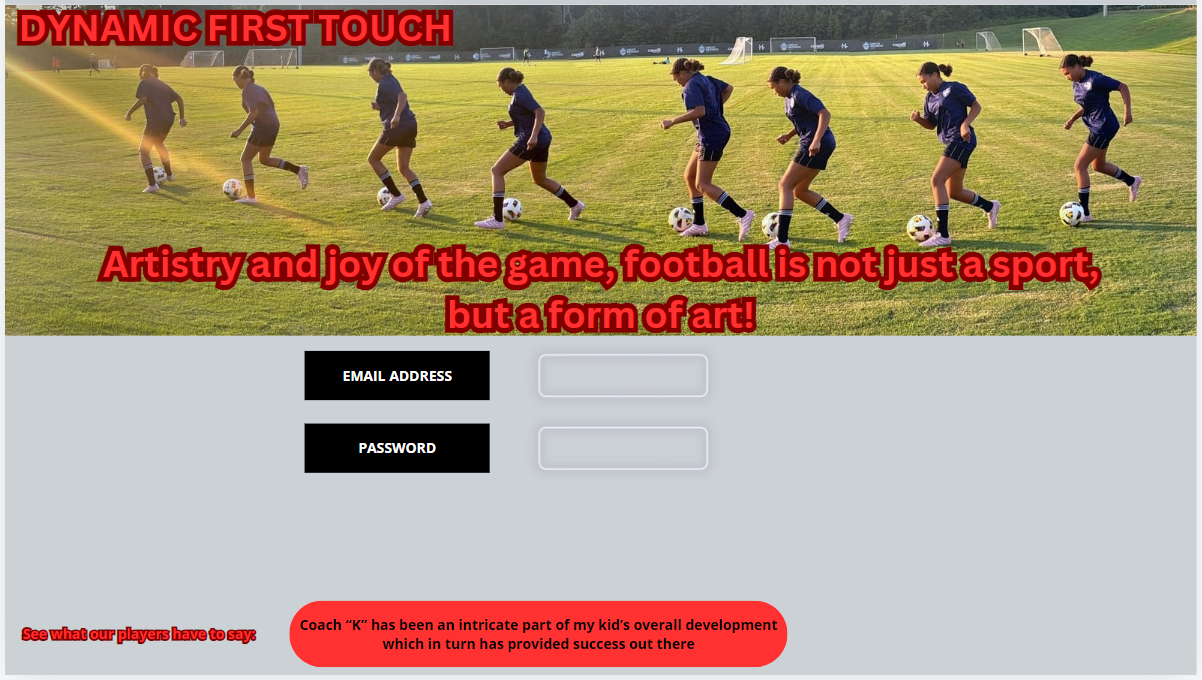 DYNAMIC FIRST TOUCH
Artistry and joy of the game, football is not just a sport,
but a form of art!
EMAIL ADDRESS
PASSWORD
See what our players have to say:
Coach “K” has been an intricate part of my kid’s overall development
which in turn has provided success out there